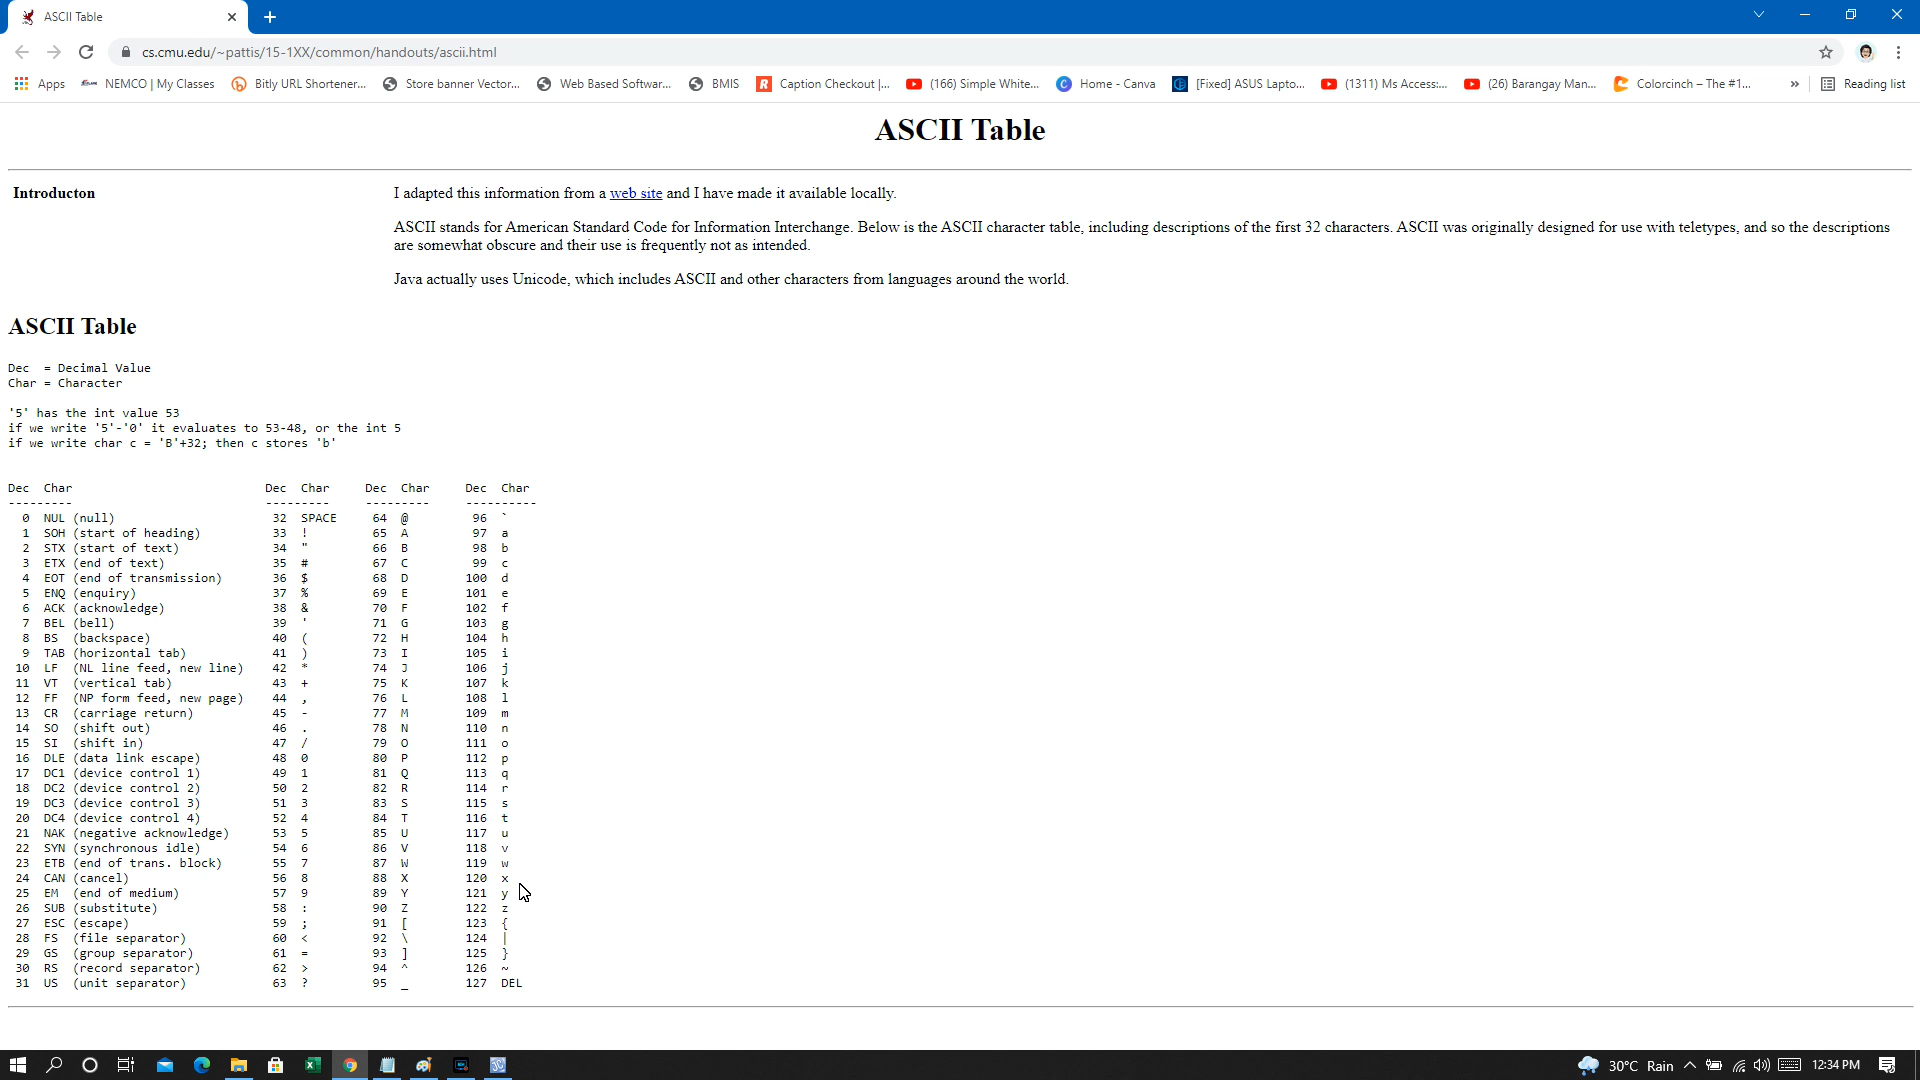 ASCII Table
cs.cmu.edu/~pattis/15-1XX/common/handouts/ascii.html
Apps NEMCO | My Classes Bitly URL Shortener... Store banner Vector... Web Based Softwar... BMIS Caption Checkout |... (166) Simple White... Home - Canva [Fixed] ASUS Lapto... (1311) Ms Access:... (26) Barangay Man... Colorcinch – The #1... » Reading list
ASCII Table
Introducton
I adapted this information from a web site and I have made it available locally.
ASCII stands for American Standard Code for Information Interchange. Below is the ASCII character table, including descriptions of the first 32 characters. ASCII was originally designed for use with teletypes, and so the descriptions
are somewhat obscure and their use is frequently not as intended.
Java actually uses Unicode, which includes ASCII and other characters from languages around the world.
ASCII Table
Dec = Decimal Value
Char = Character
'5' has the int value 53
if we write '5'-'0' it evaluates to 53-48, or the int 5
if we write char c = 'B'+32; then c stores 'b'
Dec Char Dec Char Dec Char Dec Char
--------- --------- --------- ----------
0 NUL (null) 32 SPACE 64 @ 96 `
1 SOH (start of heading) 33 ! 65 A 97 a
2 STX (start of text) 34 " 66 B 98 b
3 ETX (end of text) 35 # 67 C 99 c
4 EOT (end of transmission) 36 $ 68 D 100 d
5 ENQ (enquiry) 37 % 69 E 101 e
6 ACK (acknowledge) 38 & 70 F 102 f
7 BEL (bell) 39 ' 71 G 103 g
8 BS (backspace) 40 ( 72 H 104 h
9 TAB (horizontal tab) 41 ) 73 I 105 i
10 LF (NL line feed, new line) 42 * 74 J 106 j
11 VT (vertical tab) 43 + 75 K 107 k
12 FF (NP form feed, new page) 44 , 76 L 108 l
13 CR (carriage return) 45 - 77 M 109 m
14 SO (shift out) 46 . 78 N 110 n
15 SI (shift in) 47 / 79 O 111 o
16 DLE (data link escape) 48 0 80 P 112 p
17 DC1 (device control 1) 49 1 81 Q 113 q
18 DC2 (device control 2) 50 2 82 R 114 r
19 DC3 (device control 3) 51 3 83 S 115 s
20 DC4 (device control 4) 52 4 84 T 116 t
21 NAK (negative acknowledge) 53 5 85 U 117 u
22 SYN (synchronous idle) 54 6 86 V 118 v
23 ETB (end of trans. block) 55 7 87 W 119 w
24 CAN (cancel) 56 8 88 X 120 x
25 EM (end of medium) 57 9 89 Y 121 y
26 SUB (substitute) 58 : 90 Z 122 z
27 ESC (escape) 59 ; 91 [ 123 {
28 FS (file separator) 60 < 92 \ 124 |
29 GS (group separator) 61 = 93 ] 125 }
30 RS (record separator) 62 > 94 ^ 126 ~
31 US (unit separator) 63 ? 95 _ 127 DEL
30°C Rain 12:34 PM